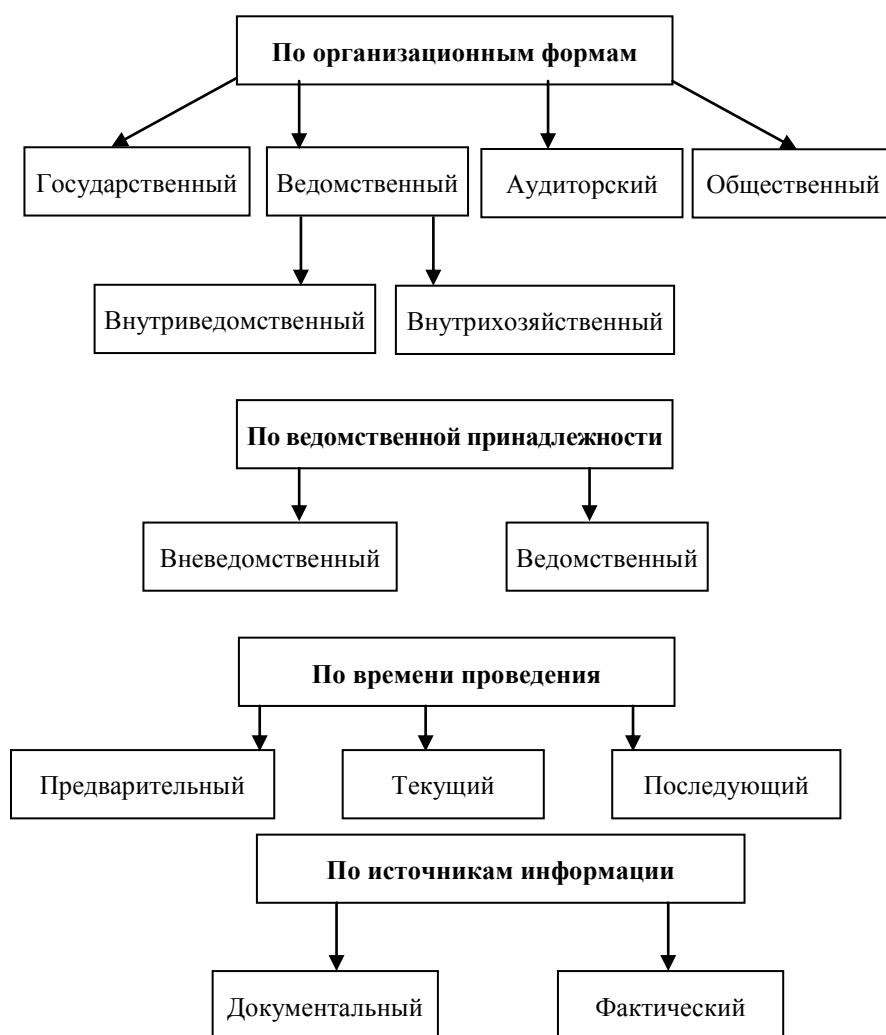 По организационным формам
Государственный
Ведомственный
Аудиторский
Общественный
Внутриведомственный
Внутрихозяйственный
По ведомственной принадлежности
Вневедомственный
Ведомственный
По времени проведения
Предварительный
Текущий
Последующий
По источникам информации
Документальный
Фактический